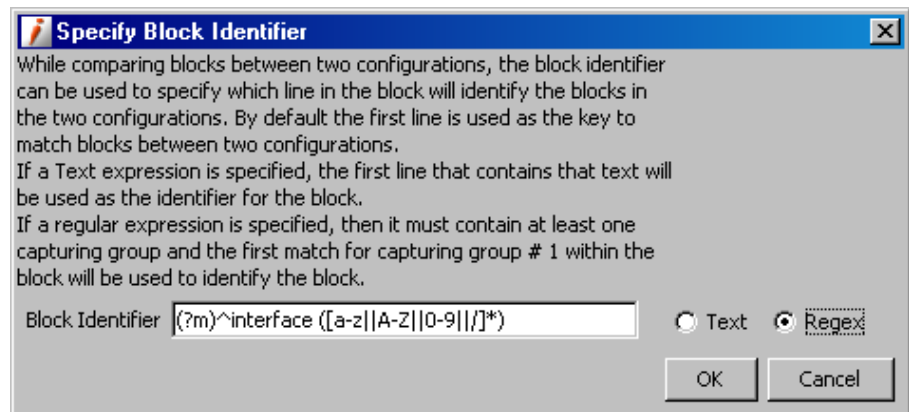 Specify Block Identifier
While comparing blocks between two configurations, the block identifier
can be used to specify which line in the block will identify the blocks in
the two configurations. By default the first line is used as the key to
match blocks between two configurations.
If a Text expression is specified, the first line that contains that text will
be used as the identifier for the block.
If a regular expression is specified, then it must contain at least one
capturing group and the first match for capturing group # 1 within the
block will be used to identify the block.
Block Identifier (?m)^interface ([a-z||A-Z||0-9||/]*) Text Regex
OK Cancel